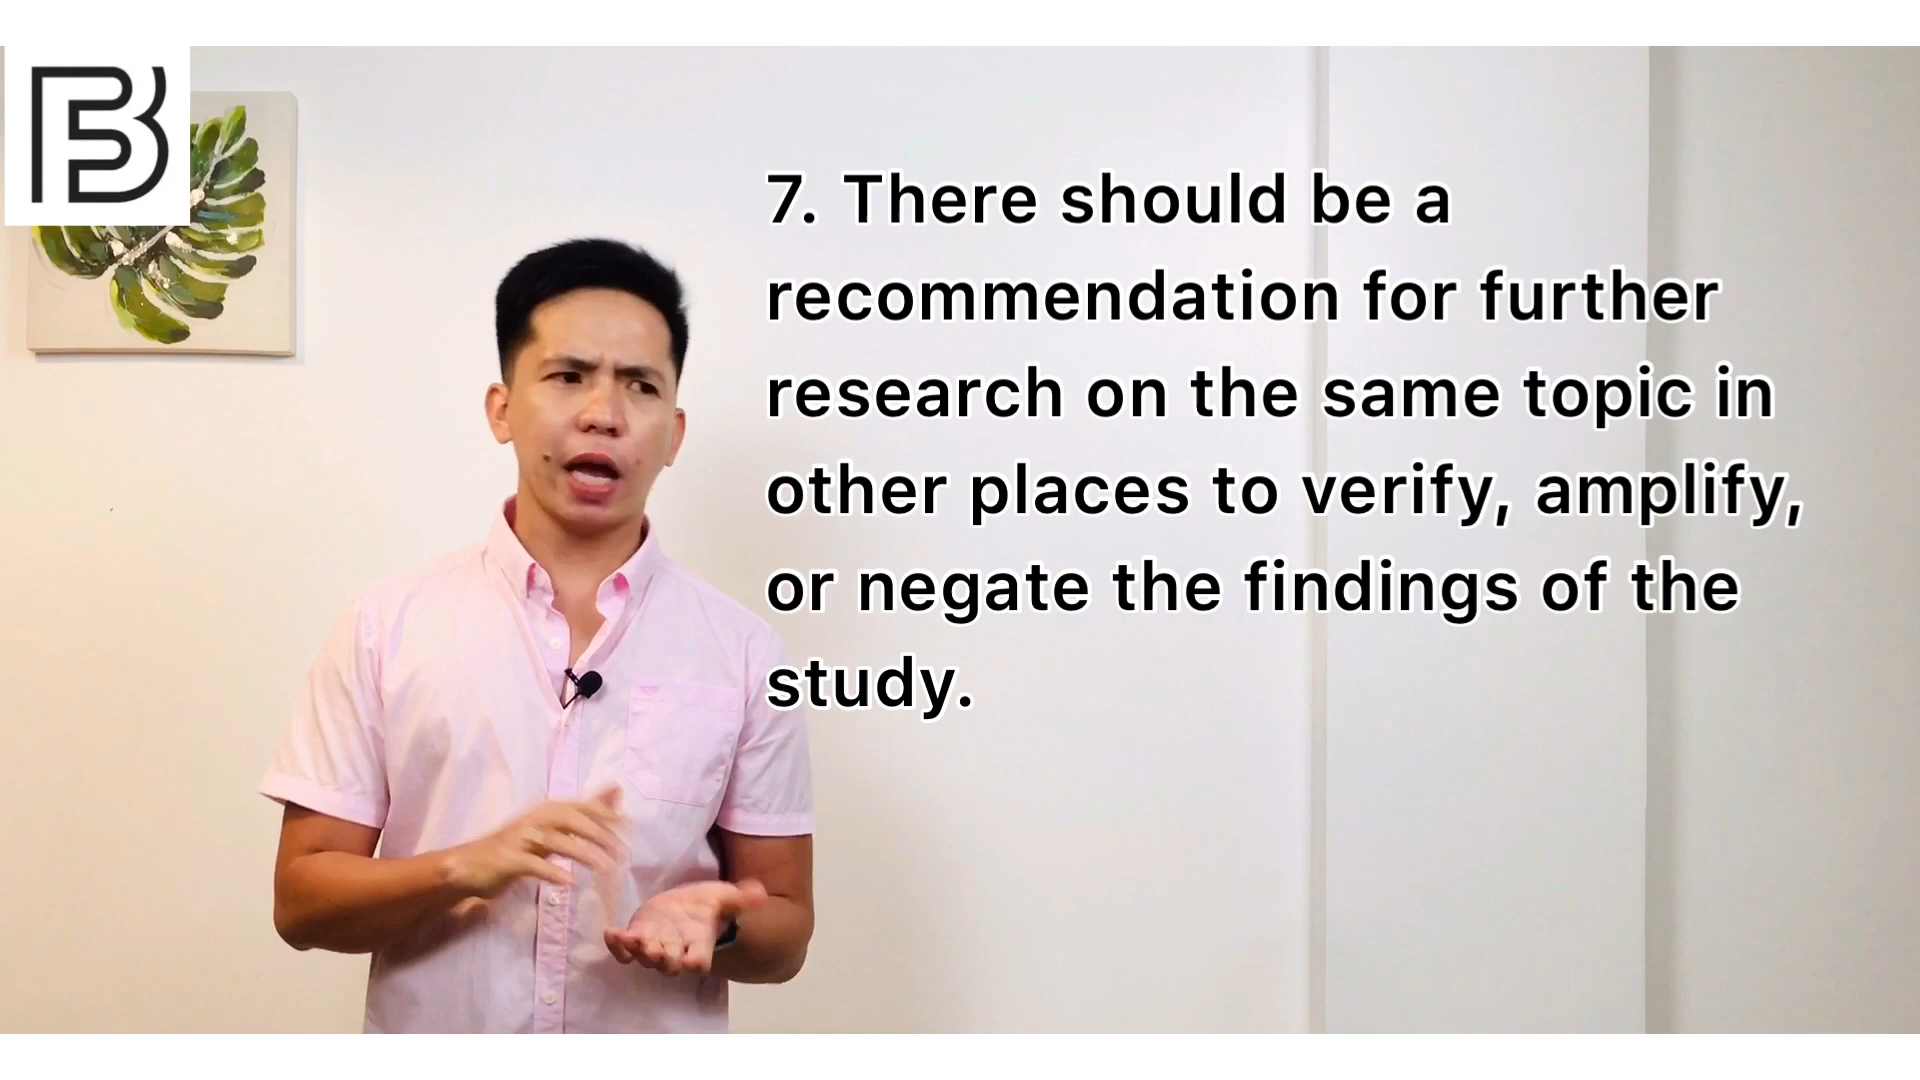 7. There should be a
recommendation for further
research on the same topic in
other places to verify, amplify,
or negate the findings of the
study.